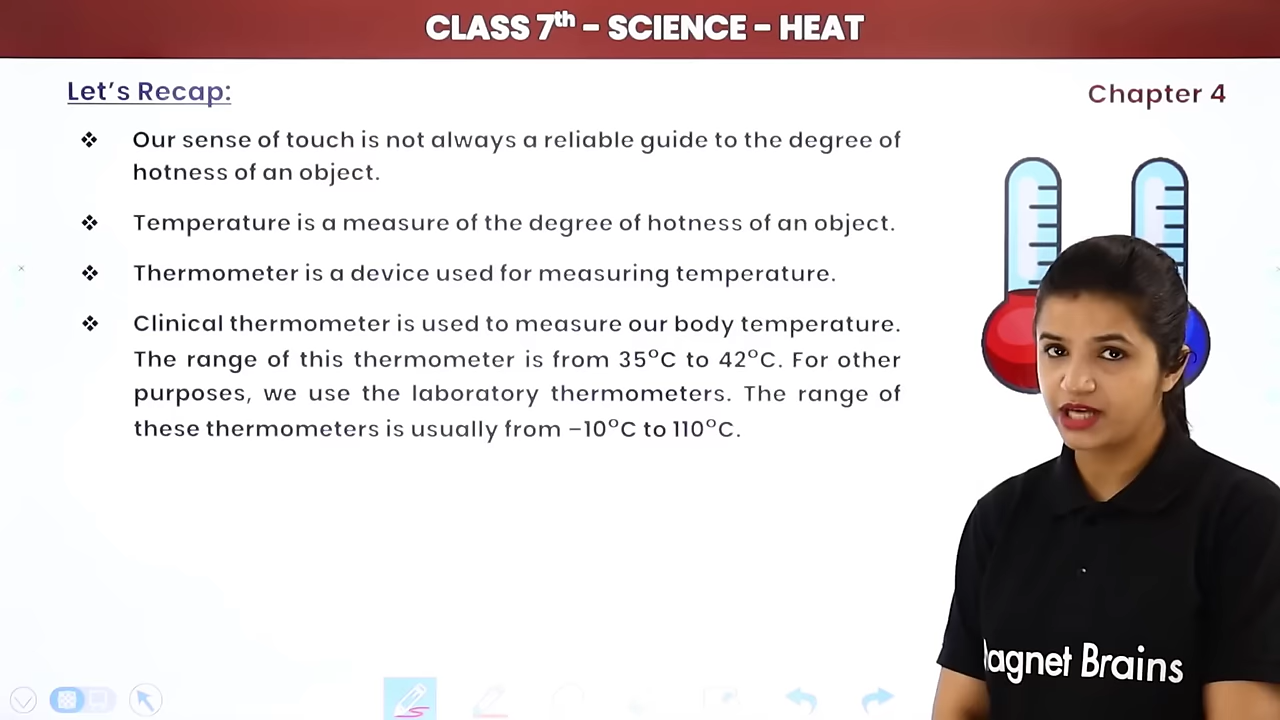 CLASS 7th – SCIENCE – HEAT
Let's Recap:
Chapter 4
❖ Our sense of touch is not always a reliable guide to the degree of
hotness of an object.
❖ Temperature is a measure of the degree of hotness of an object.
❖ Thermometer is a device used for measuring temperature.
❖ Clinical thermometer is used to measure our body temperature.
The range of this thermometer is from 35°C to 42°C. For other
purposes, we use the laboratory thermometers. The range of
these thermometers is usually from –10°C to 110°C.
agnet Brains